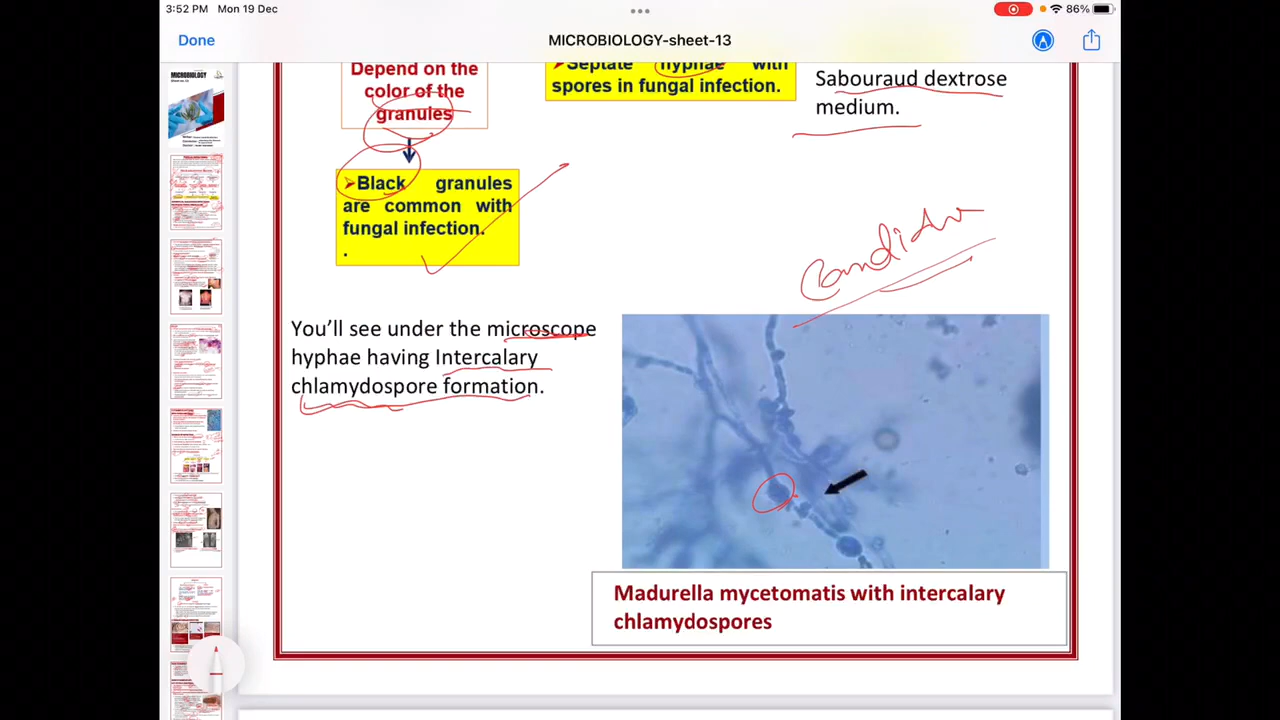 3:52 PM Mon 19 Dec
86%
Done
MICROBIOLOGY-sheet-13
MICROBIOLOGY
Depend on the
color of the
granules
Septate hyphae with
spores in fungal infection.
Sabouraud dextrose
medium.
➤Black granules
are common with
fungal infection.
.
You'll see under the microscope
hyphae having Intercalary
chlamydospore formation.
Madurella mycetomatis with intercalary
chlamydospores